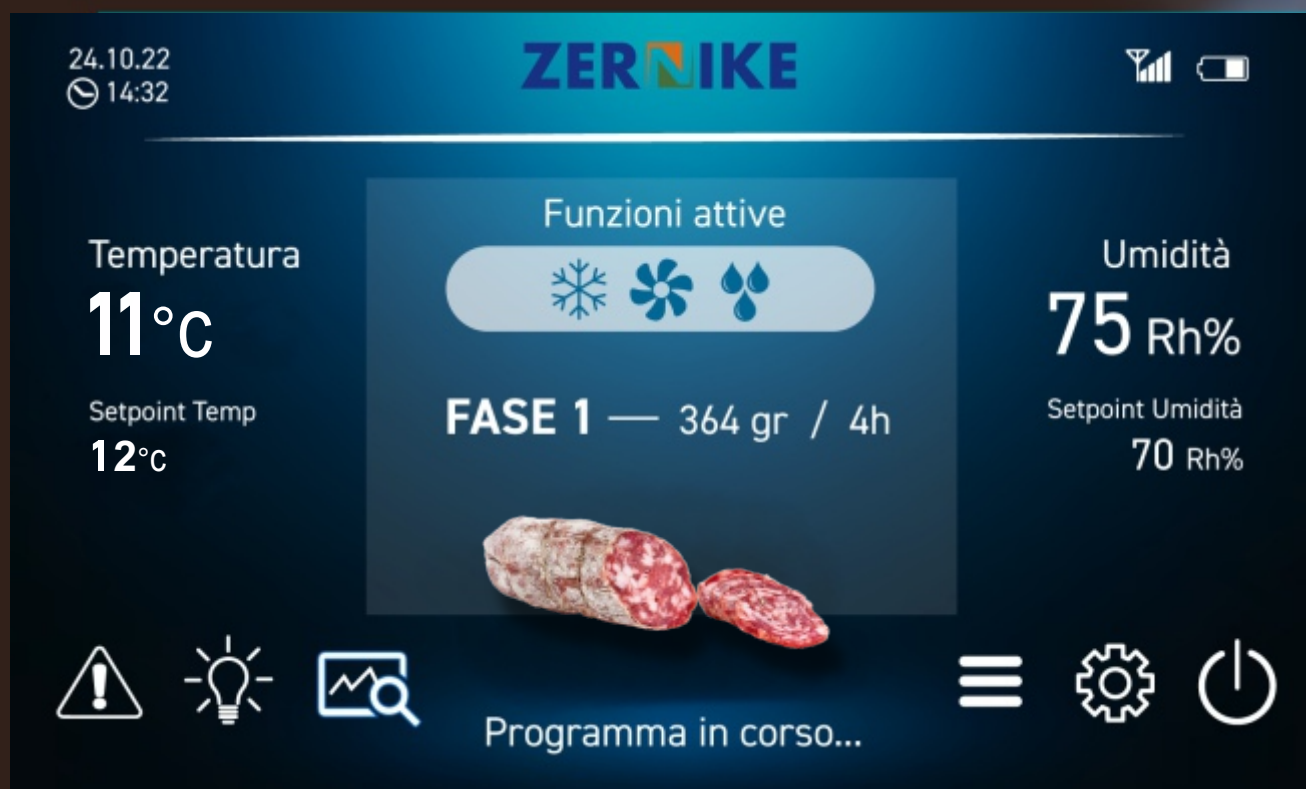 24.10.22
14:32
ZERNIKE
Funzioni attive
Temperatura
11°C
Setpoint Temp
12°C
FASE 1 — 364 gr / 4h
Umidità
75 Rh%
Setpoint Umidità
70 Rh%
Programma in corso...